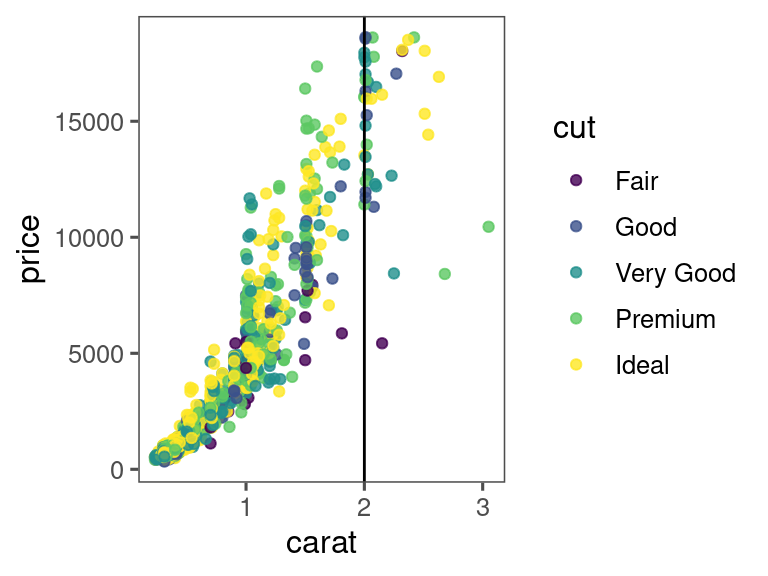 15000
10000
5000
0
price
1 2 3
carat
cut
Fair
Good
Very Good
Premium
Ideal